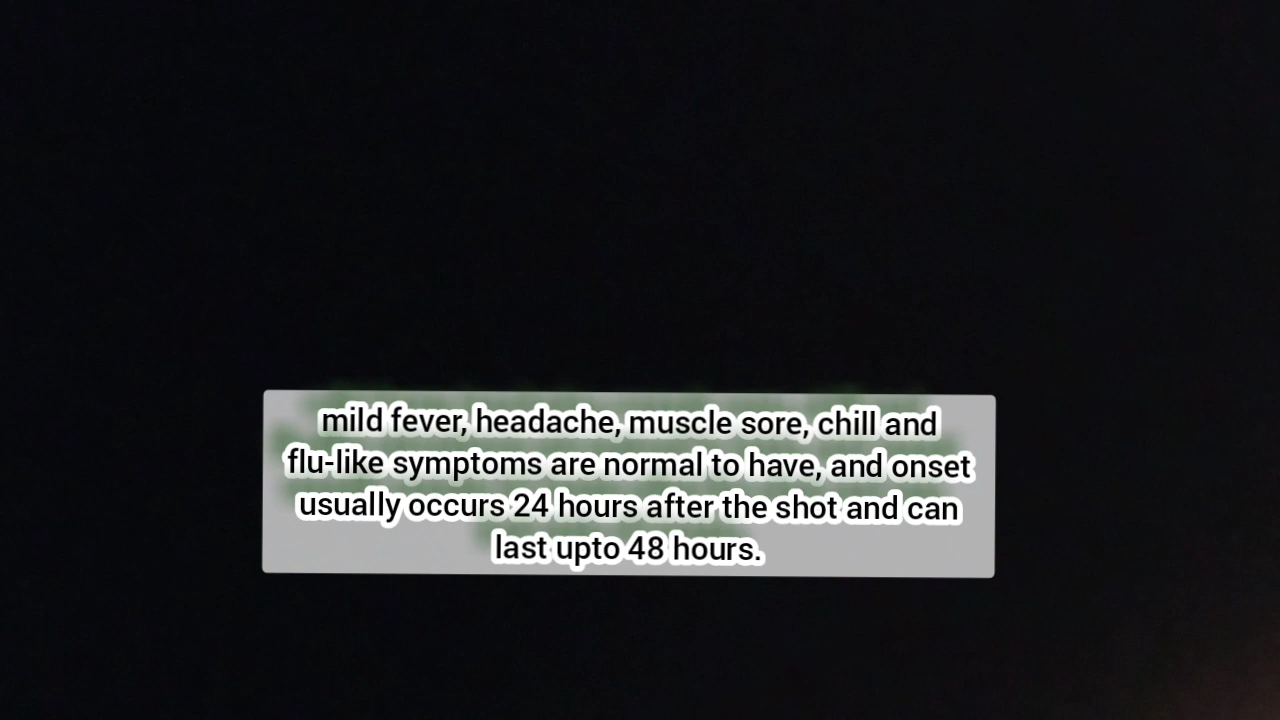 mild fever, headache, muscle sore, chill and
flu-like symptoms are normal to have, and onset
usually occurs 24 hours after the shot and can
last upto 48 hours.